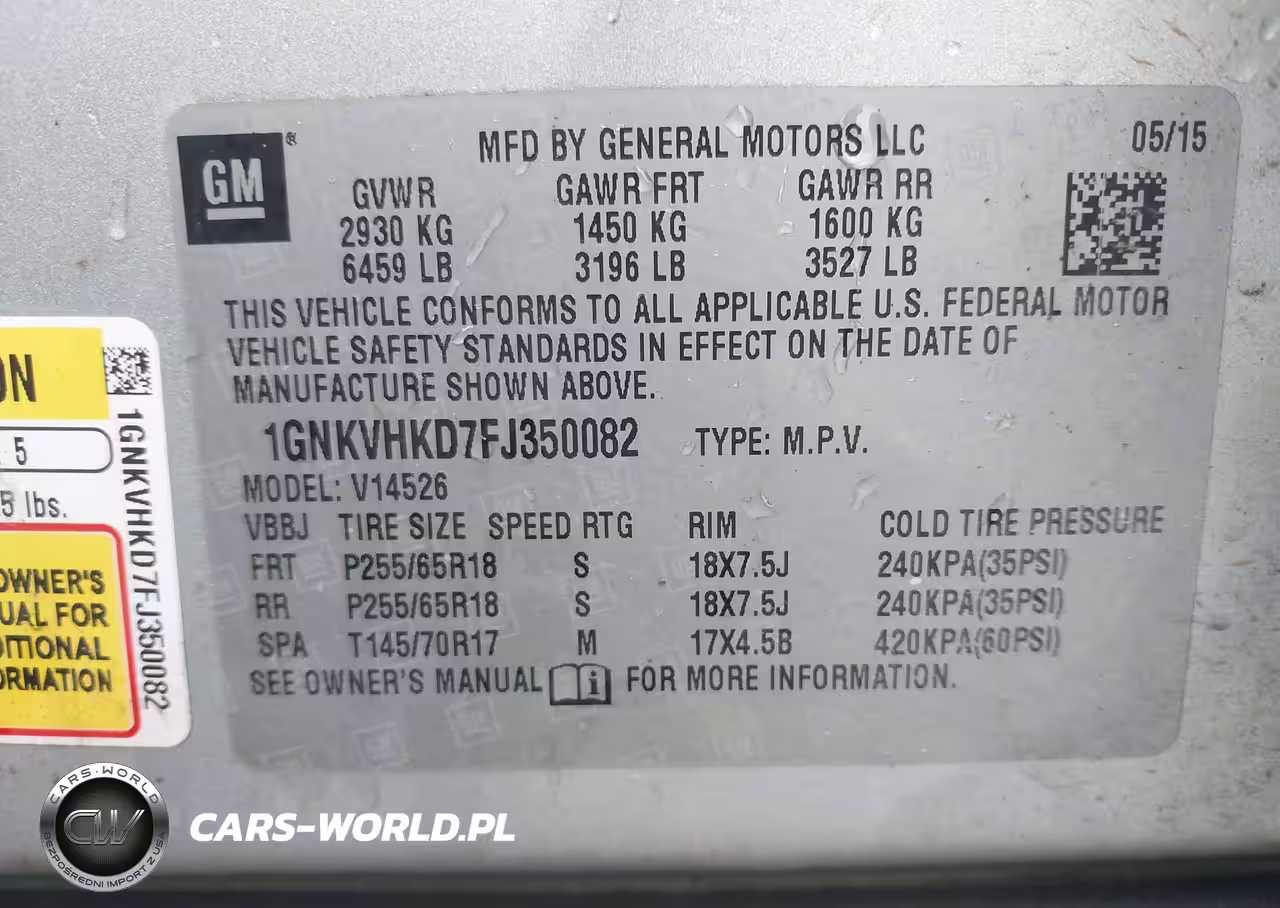 GM ®
MFD BY GENERAL MOTORS LLC 05/15
GVWR GAWR FRT GAWR RR
2930 KG 1450 KG 1600 KG
6459 LB 3196 LB 3527 LB
THIS VEHICLE CONFORMS TO ALL APPLICABLE U.S. FEDERAL MOTOR
VEHICLE SAFETY STANDARDS IN EFFECT ON THE DATE OF
MANUFACTURE SHOWN ABOVE.
1GNKVHKD7FJ350082 TYPE: M.P.V.
MODEL: V14526
VBBJ TIRE SIZE SPEED RTG RIM COLD TIRE PRESSURE
FRT P255/65R18 S 18X7.5J 240KPA(35PSI)
RR P255/65R18 S 18X7.5J 240KPA(35PSI)
SPA T145/70R17 M 17X4.5B 420KPA(60PSI)
SEE OWNER'S MANUAL i FOR MORE INFORMATION.
ON
5
5 lbs.
OWNER'S
UAL FOR
DITIONAL
ORMATION
1GNKVHKD7FJ350082
CARS-WORLD
CW
BEZPOŚREDNI IMPORT Z USA
CARS-WORLD.PL